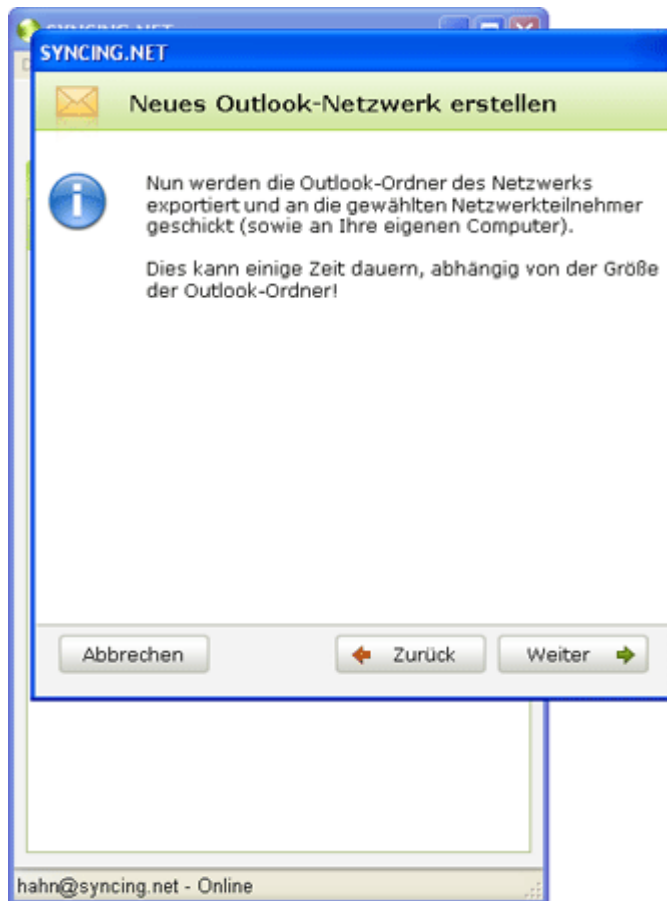 SYNCING.NET
SYNCING.NET
Neues Outlook-Netzwerk erstellen
Nun werden die Outlook-Ordner des Netzwerks
exportiert und an die gewählten Netzwerkteilnehmer
geschickt (sowie an Ihre eigenen Computer).
Dies kann einige Zeit dauern, abhängig von der Größe
der Outlook-Ordner!
Abbrechen
Zurück
Weiter
hahn@syncing.net - Online